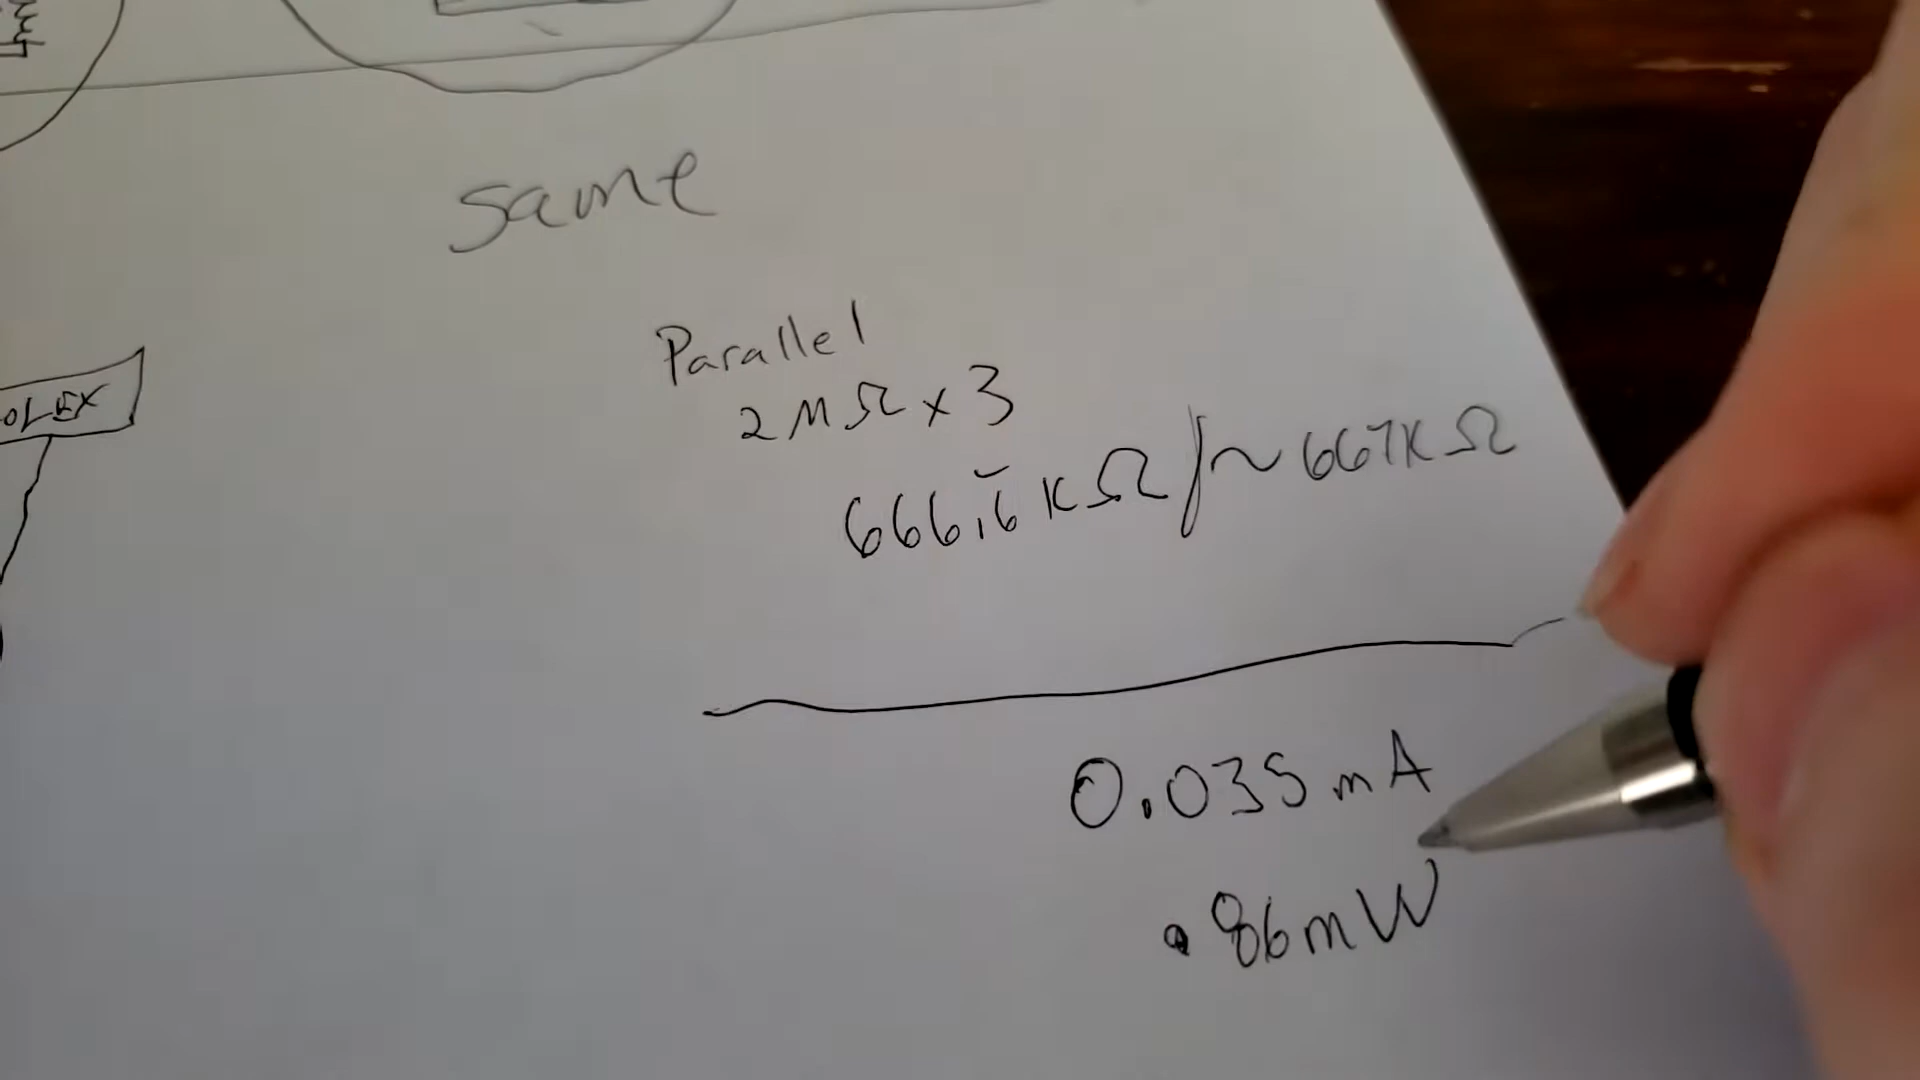 same
Parallel
2MΩ x 3
666.6̅ KΩ / ~ 667KΩ
OLEX
0.035 mA
.86mW